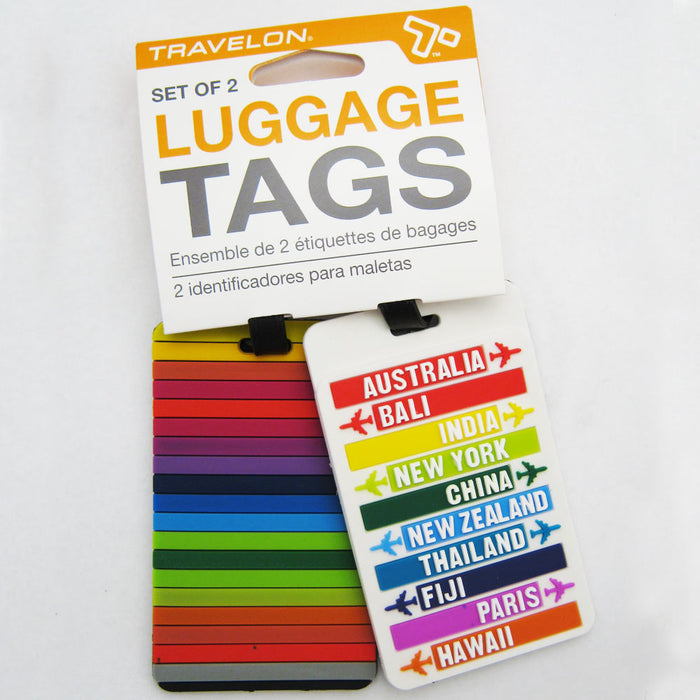 TRAVELON®
SET OF 2
LUGGAGE
TAGS
Ensemble de 2 étiquettes de bagages
2 identificadores para maletas
AUSTRALIA
BALI
INDIA
NEW YORK
CHINA
NEW ZEALAND
THAILAND
FIJI
PARIS
HAWAII